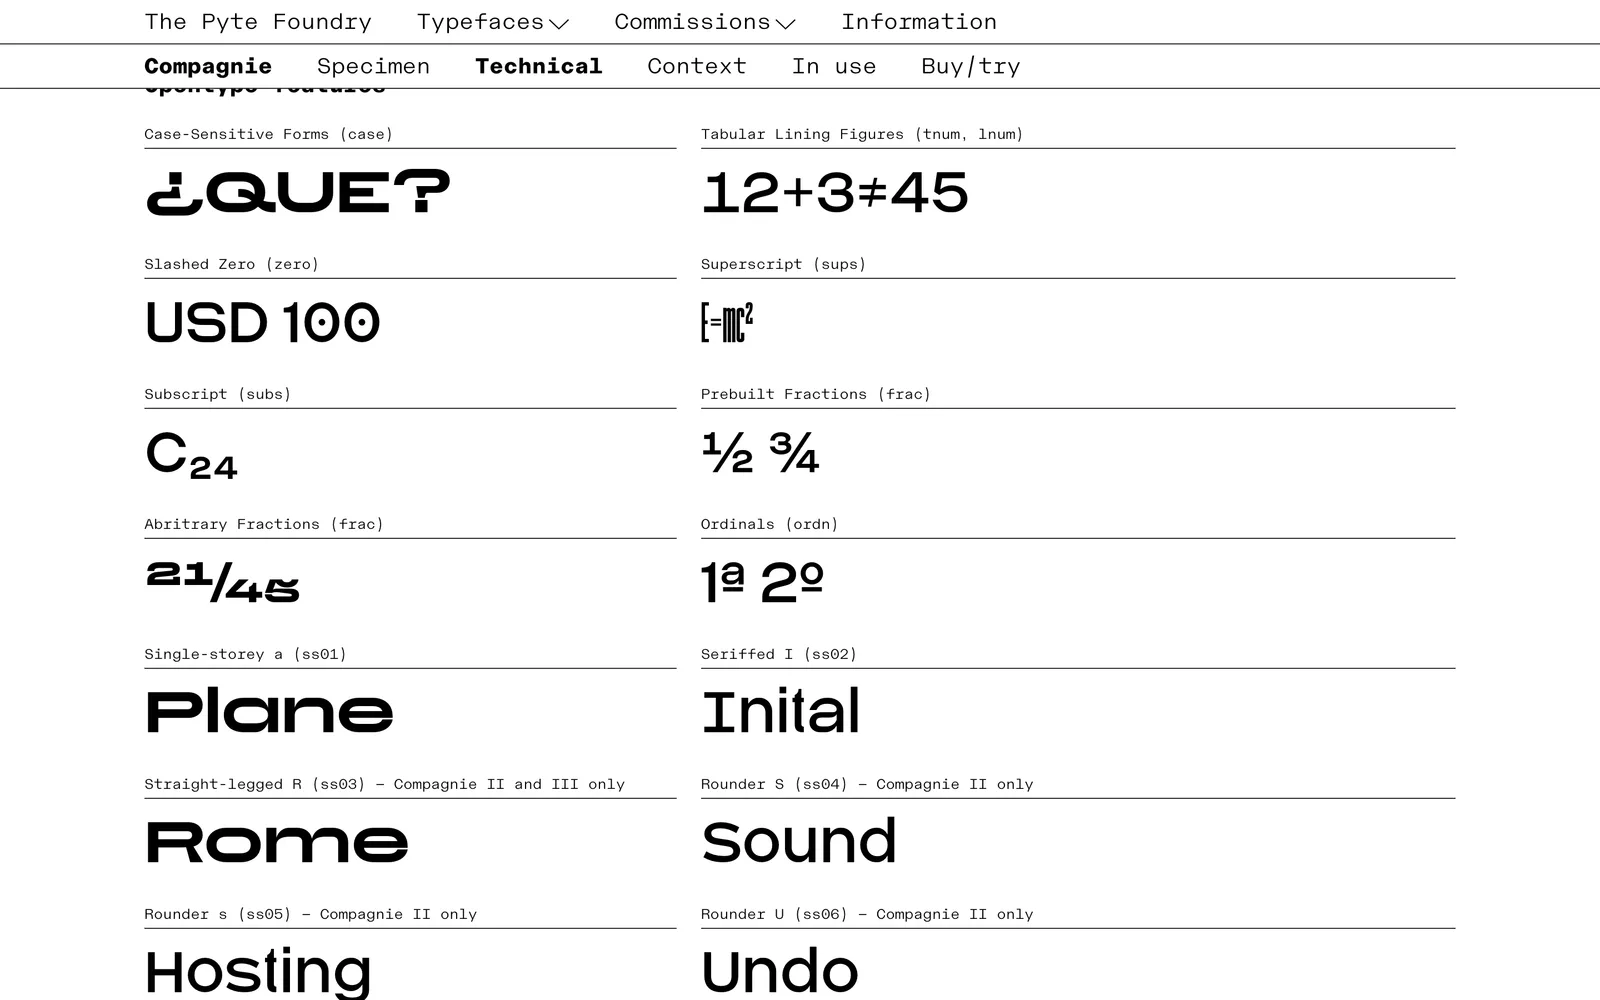 The Pyte Foundry Typefaces Commissions Information
Compagnie Specimen Technical Context In use Buy/try
Opentype features
Case-Sensitive Forms (case)
¿QUE?
Tabular Lining Figures (tnum, lnum)
12+3≠45
Slashed Zero (zero)
USD 100
Superscript (sups)
E=mc²
Subscript (subs)
C₂₄
Prebuilt Fractions (frac)
½ ¾
Abritrary Fractions (frac)
²¹⁄₄₅
Ordinals (ordn)
1ª 2º
Single-storey a (ss01)
Plane
Seriffed I (ss02)
Inital
Straight-legged R (ss03) – Compagnie II and III only
Rome
Rounder S (ss04) – Compagnie II only
Sound
Rounder s (ss05) – Compagnie II only
Hosting
Rounder U (ss06) – Compagnie II only
Undo